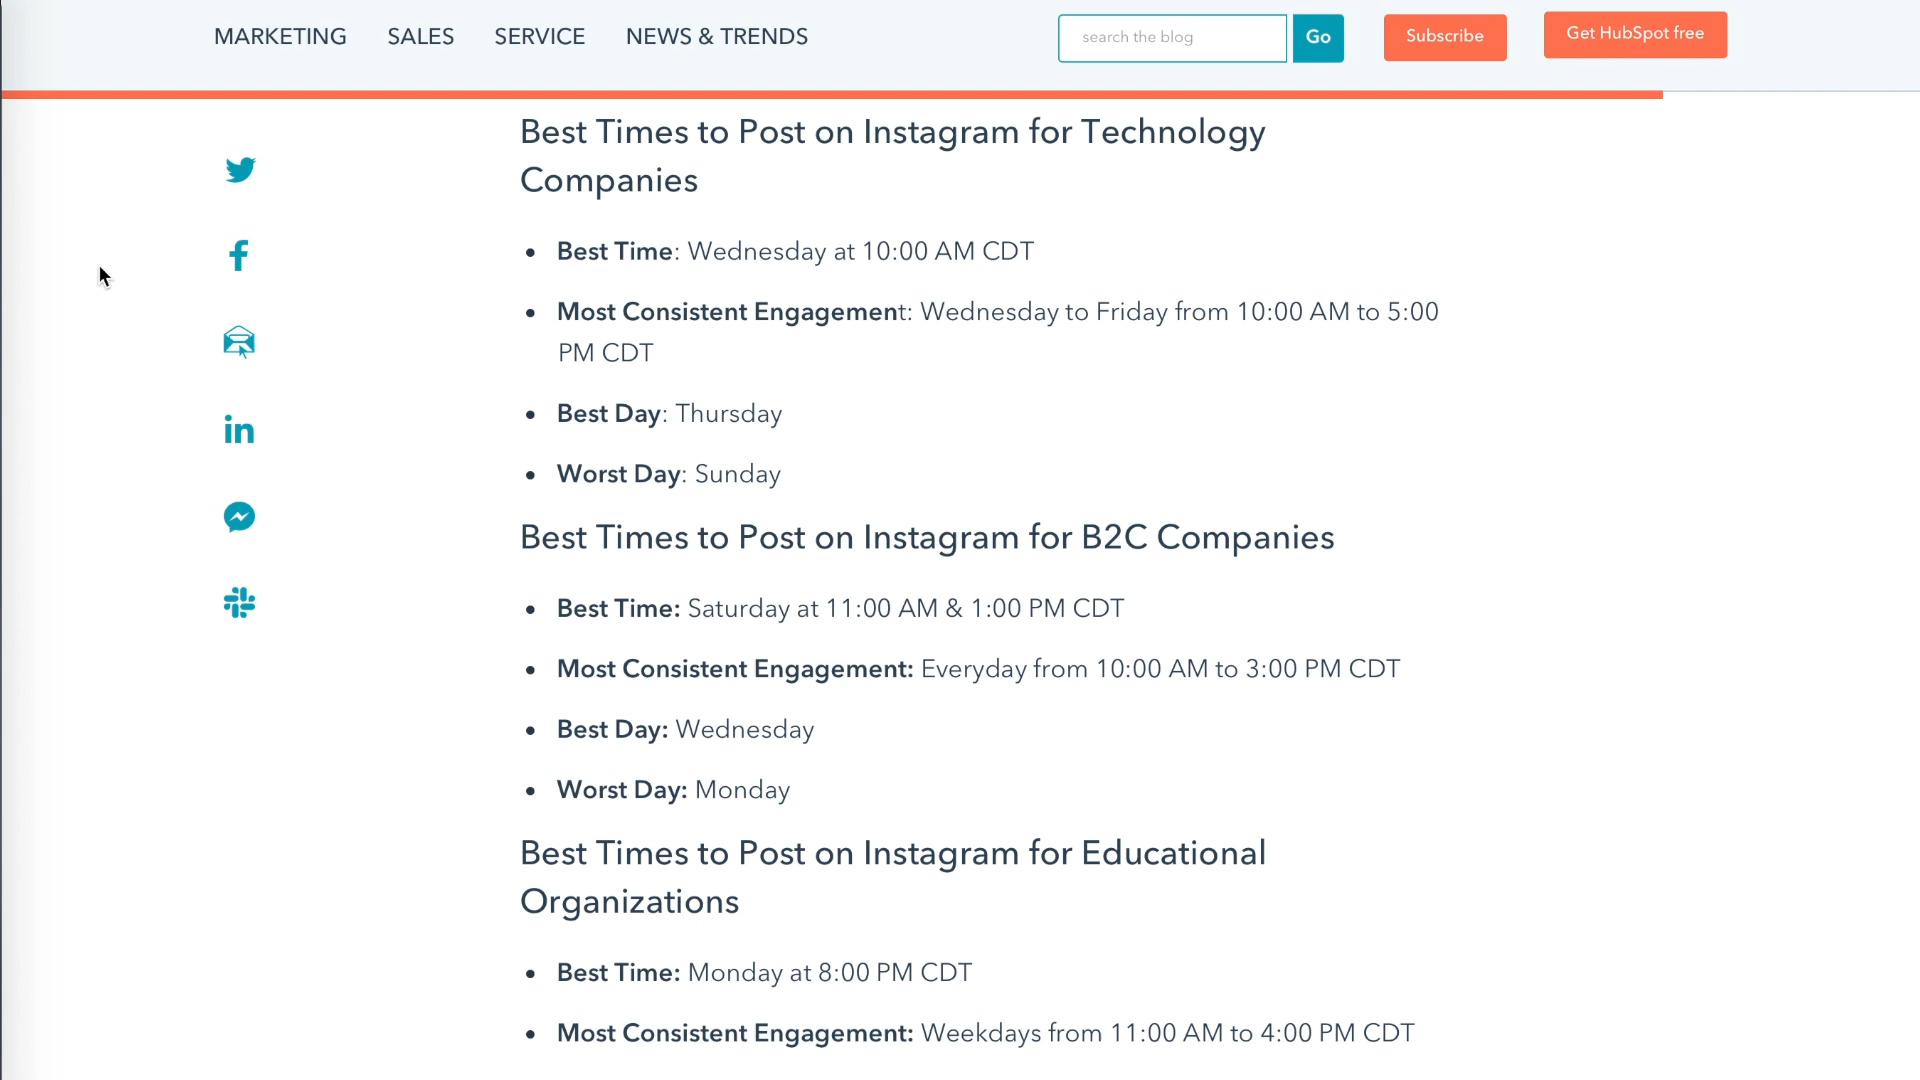 MARKETING SALES SERVICE NEWS & TRENDS search the blog Go Subscribe Get HubSpot free
Best Times to Post on Instagram for Technology
Companies
• Best Time: Wednesday at 10:00 AM CDT
• Most Consistent Engagement: Wednesday to Friday from 10:00 AM to 5:00
PM CDT
• Best Day: Thursday
• Worst Day: Sunday
Best Times to Post on Instagram for B2C Companies
• Best Time: Saturday at 11:00 AM & 1:00 PM CDT
• Most Consistent Engagement: Everyday from 10:00 AM to 3:00 PM CDT
• Best Day: Wednesday
• Worst Day: Monday
Best Times to Post on Instagram for Educational
Organizations
• Best Time: Monday at 8:00 PM CDT
• Most Consistent Engagement: Weekdays from 11:00 AM to 4:00 PM CDT